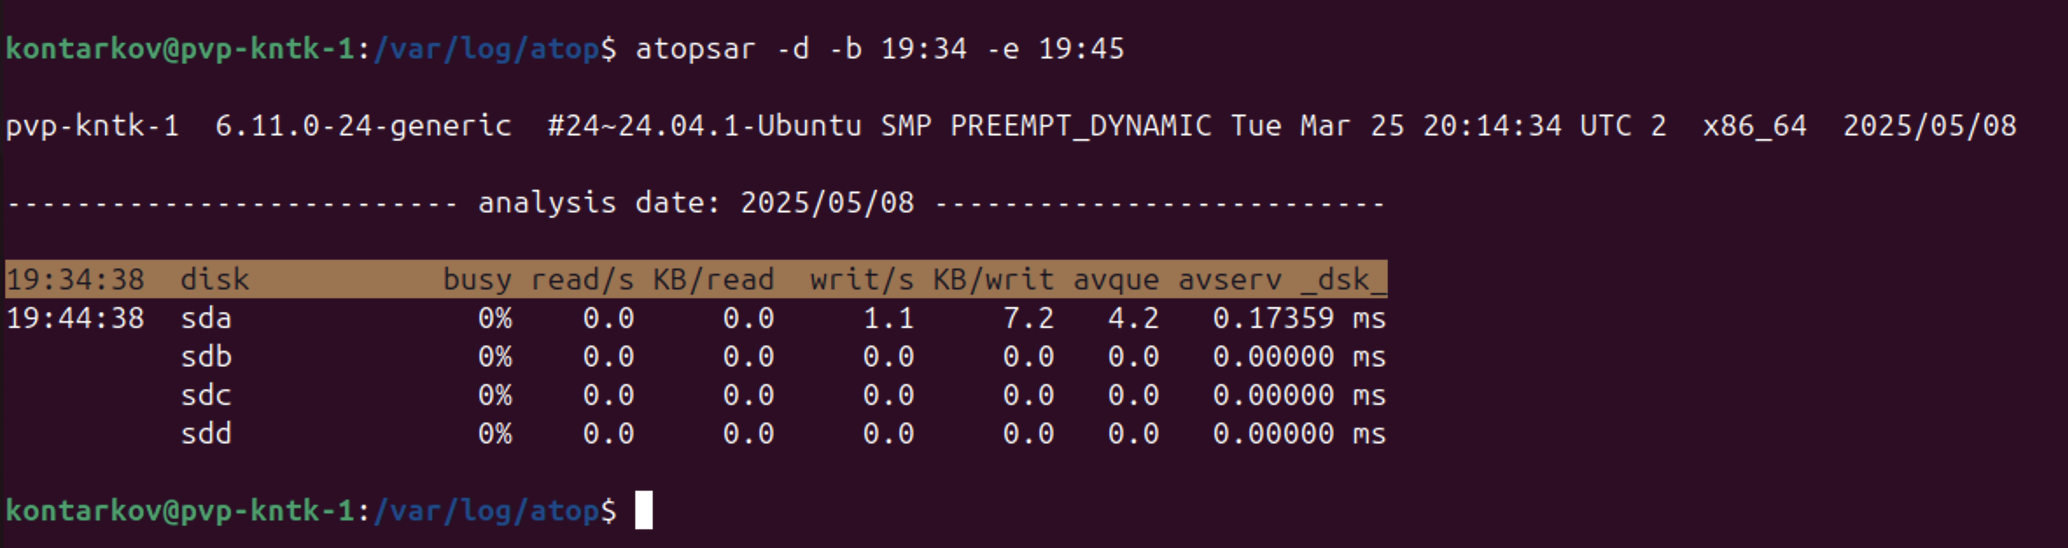 kontarkov@pvp-kntk-1:/var/log/atop$ atopsar -d -b 19:34 -e 19:45
pvp-kntk-1  6.11.0-24-generic  #24~24.04.1-Ubuntu SMP PREEMPT_DYNAMIC Tue Mar 25 20:14:34 UTC 2  x86_64  2025/05/08
-------------------------- analysis date: 2025/05/08 --------------------------
19:34:38  disk           busy read/s KB/read  writ/s KB/writ avque avserv _dsk_
19:44:38  sda              0%    0.0     0.0     1.1     7.2   4.2   0.17359 ms
          sdb              0%    0.0     0.0     0.0     0.0   0.0   0.00000 ms
          sdc              0%    0.0     0.0     0.0     0.0   0.0   0.00000 ms
          sdd              0%    0.0     0.0     0.0     0.0   0.0   0.00000 ms
kontarkov@pvp-kntk-1:/var/log/atop$